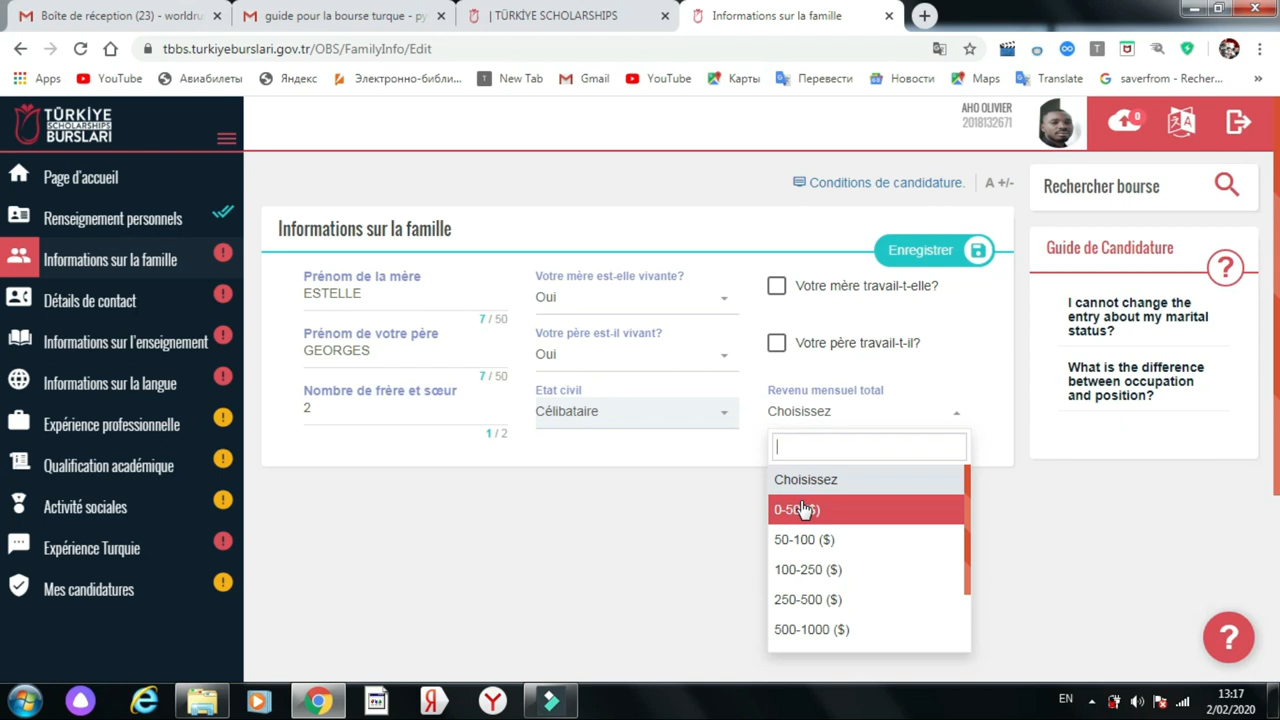 Boîte de réception (23) - worldru
guide pour la bourse turque - py
| TÜRKİYE SCHOLARSHIPS
Informations sur la famille
tbbs.turkiyeburslari.gov.tr/OBS/FamilyInfo/Edit
Apps
YouTube
Авиабилеты
Яндекс
Электронно-библи...
New Tab
Gmail
YouTube
Карты
Перевести
Новости
Maps
Translate
saverfrom - Recher...
TÜRKİYE
SCHOLARSHIPS
BURSLARI
AHO OLIVIER
2018132671
0
Page d'accueil
Renseignement personnels
Informations sur la famille
Détails de contact
Informations sur l'enseignement
Informations sur la langue
Expérience professionnelle
Qualification académique
Activité sociales
Expérience Turquie
Mes candidatures
Conditions de candidature.
A +/-
Informations sur la famille
Enregistrer
Prénom de la mère
ESTELLE
7 / 50
Votre mère est-elle vivante?
Oui
Votre mère travail-t-elle?
Prénom de votre père
GEORGES
7 / 50
Votre père est-il vivant?
Oui
Votre père travail-t-il?
Nombre de frère et sœur
2
1 / 2
Etat civil
Célibataire
Revenu mensuel total
Choisissez
Choisissez
0-50 ($)
50-100 ($)
100-250 ($)
250-500 ($)
500-1000 ($)
Rechercher bourse
Guide de Candidature
?
I cannot change the
entry about my marital
status?
What is the difference
between occupation
and position?
?
EN
13:17
2/02/2020